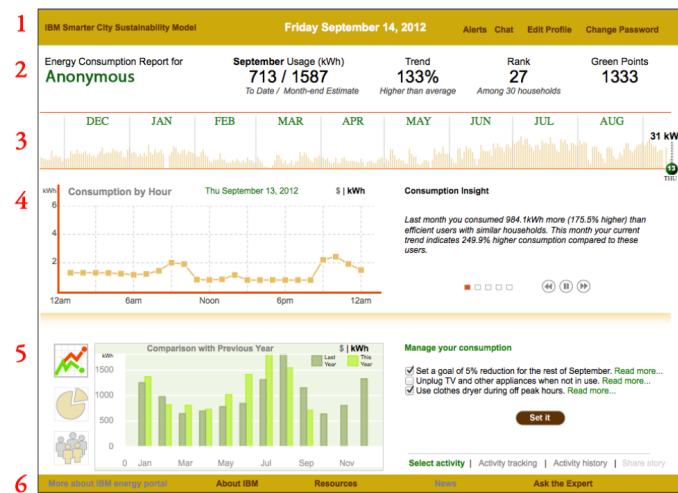 1
IBM Smarter City Sustainability Model
Friday September 14, 2012
Alerts Chat Edit Profile Change Password
2
Energy Consumption Report for
Anonymous
September Usage (kWh)
713 / 1587
To Date / Month-end Estimate
Trend
133%
Higher than average
Rank
27
Among 30 households
Green Points
1333
3
DEC JAN FEB MAR APR MAY JUN JUL AUG
31 kW
13
THU
4
kWh
Consumption by Hour
Thu September 13, 2012
$ | kWh
6
4
2
12am 6am Noon 6pm 12am
Consumption Insight
Last month you consumed 984.1kWh more (175.5% higher) than
efficient users with similar households. This month your current
trend indicates 249.9% higher consumption compared to these
users.
5
Comparison with Previous Year
$ | kWh
kWh
Last Year
This Year
1500
1000
500
0
0 Jan Mar May Jul Sep Nov
Manage your consumption
Set a goal of 5% reduction for the rest of September. Read more...
Unplug TV and other appliances when not in use. Read more...
Use clothes dryer during off peak hours. Read more...
Set it
Select activity | Activity tracking | Activity history | Share story
6
More about IBM energy portal About IBM Resources News Ask the Expert